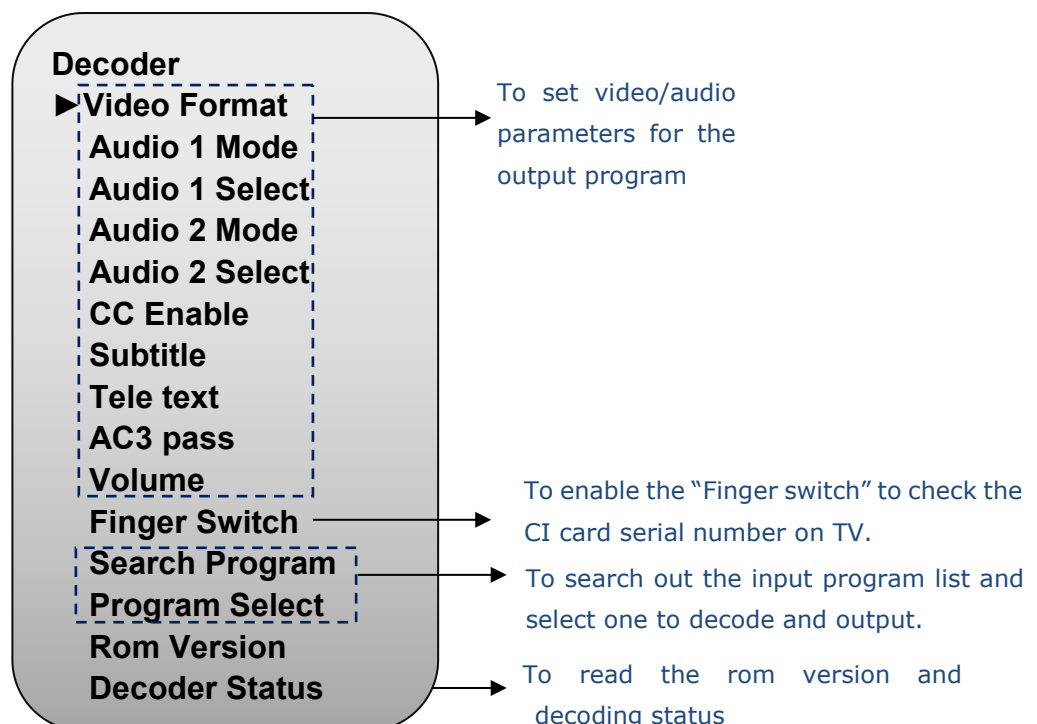 Decoder
►Video Format
Audio 1 Mode
Audio 1 Select
Audio 2 Mode
Audio 2 Select
CC Enable
Subtitle
Tele text
AC3 pass
Volume
Finger Switch
Search Program
Program Select
Rom Version
Decoder Status
To set video/audio
parameters for the
output program
To enable the “Finger switch” to check the
CI card serial number on TV.
To search out the input program list and
select one to decode and output.
To read the rom version and
decoding status